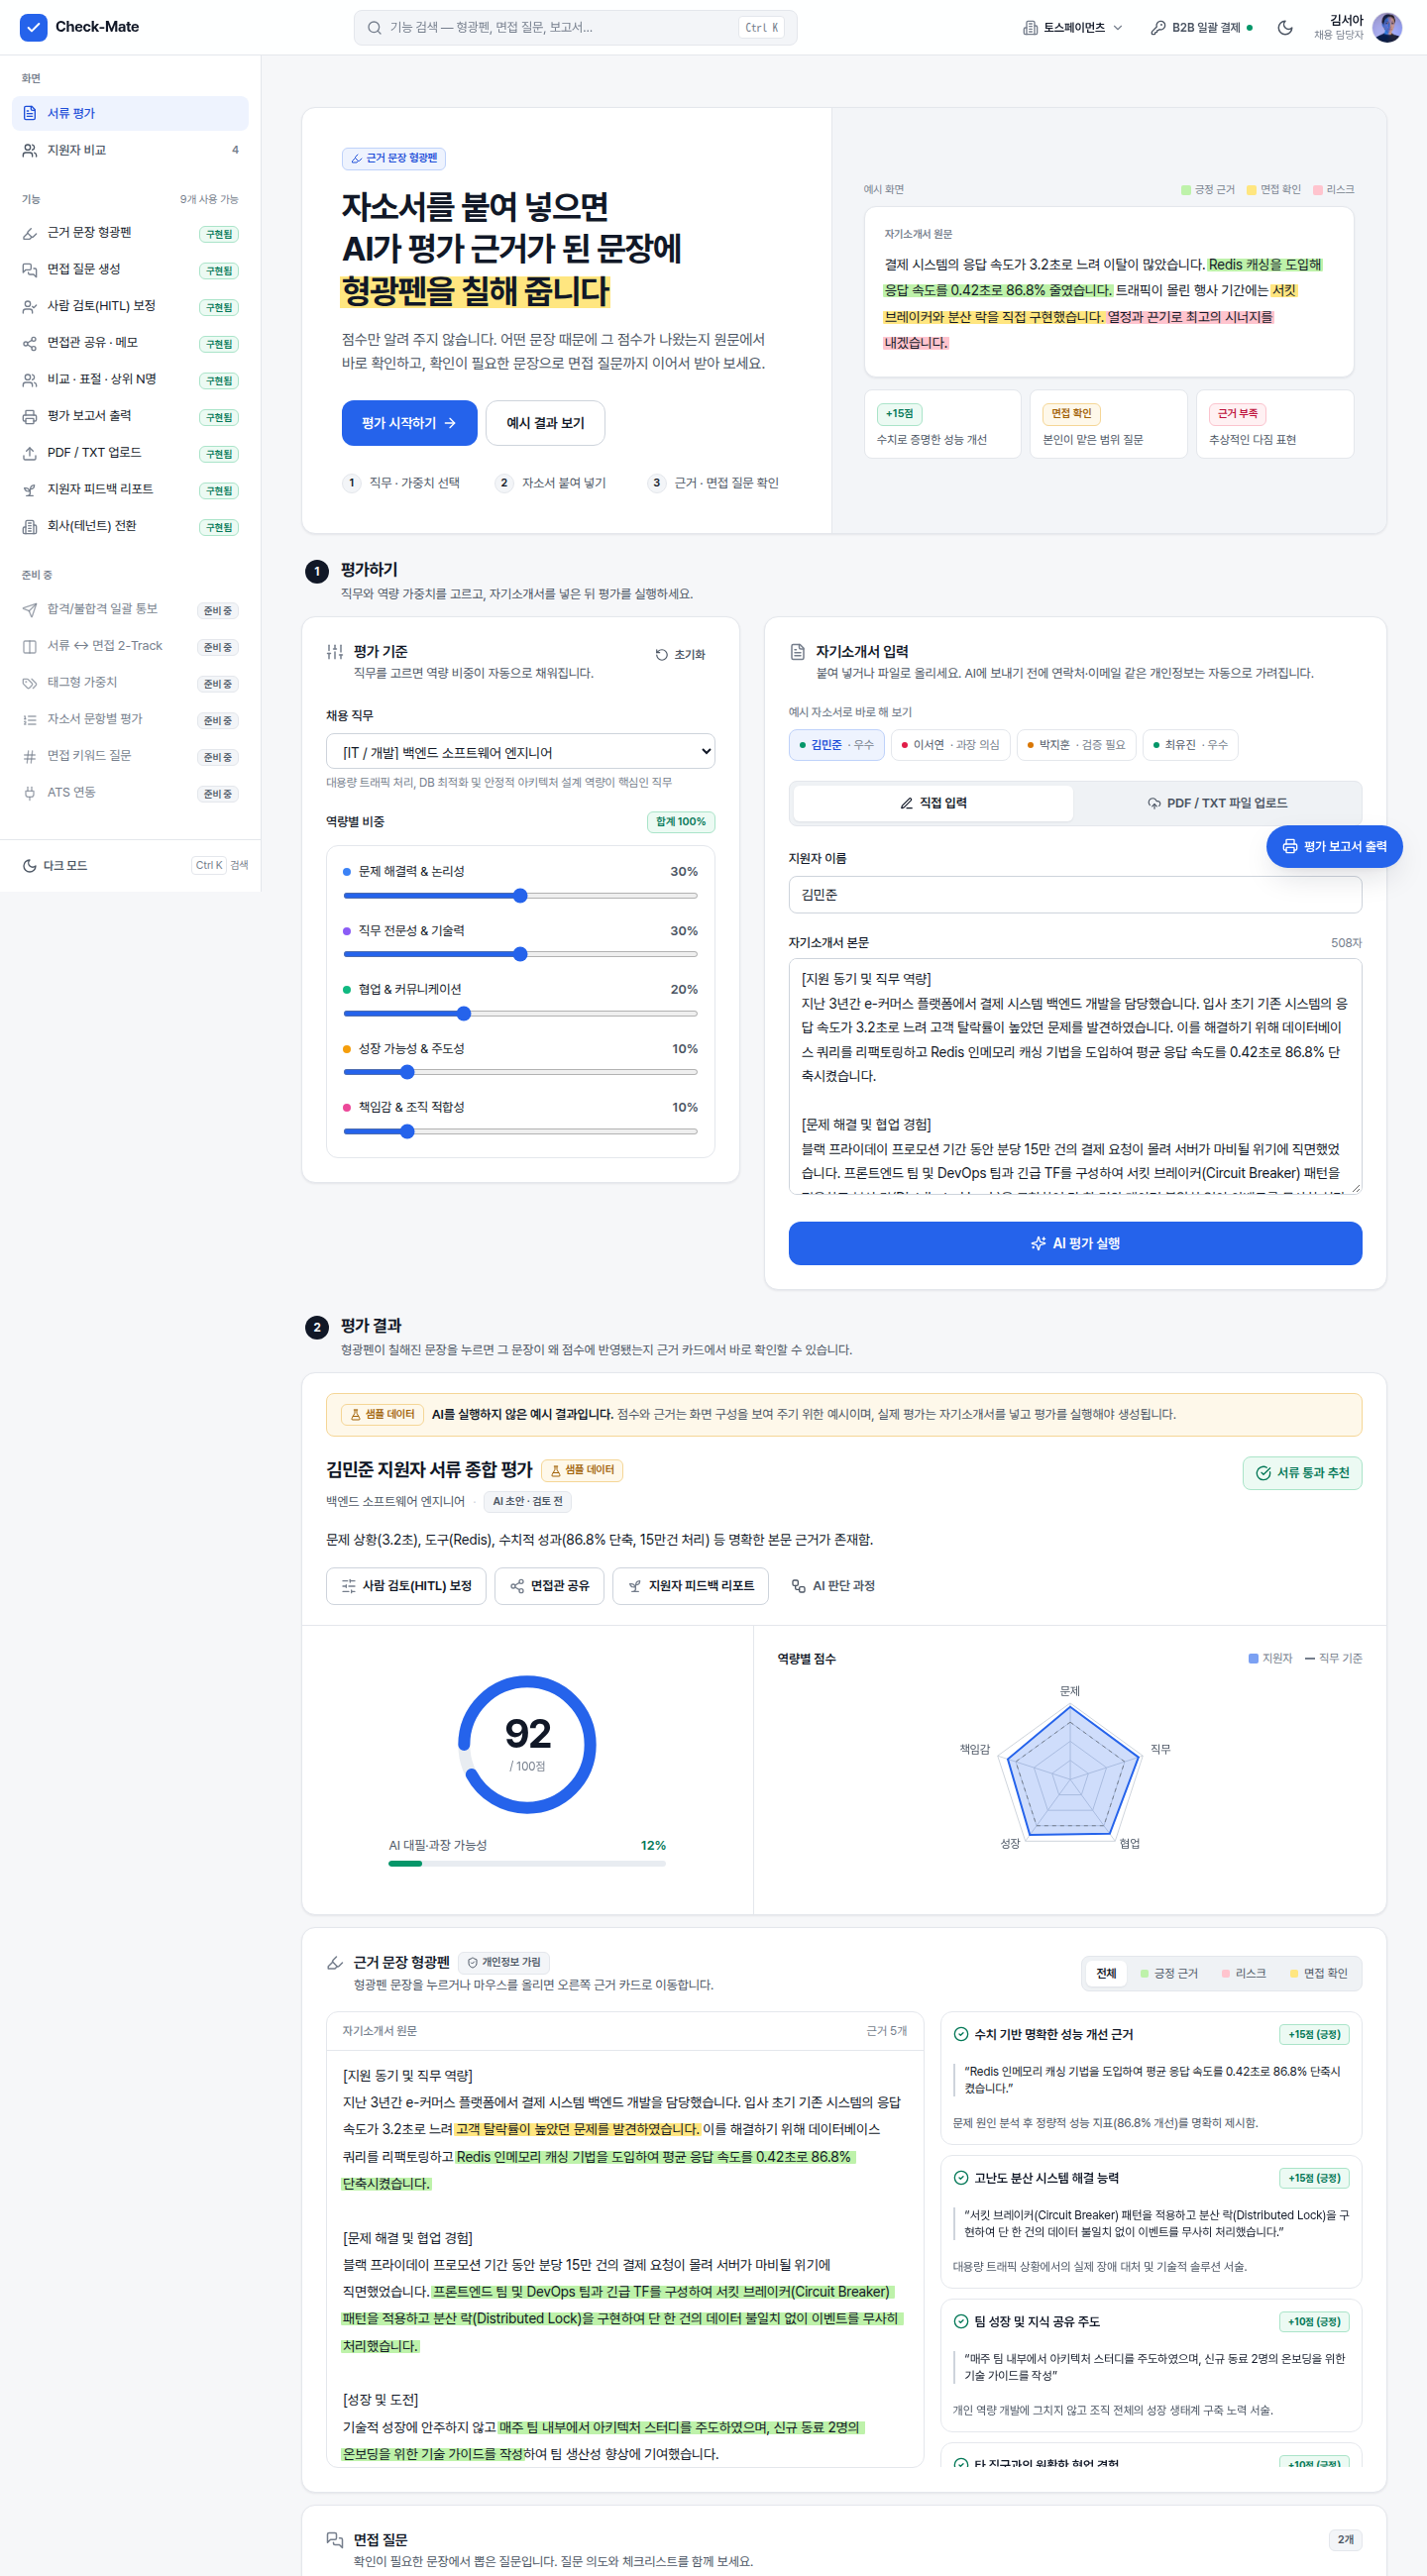 Check-Mate
기능 검색 — 형광펜, 면접 질문, 보고서...
Ctrl K
토스페이먼츠
B2B 일괄 결제
김서아
채용 담당자
화면
서류 평가
지원자 비교 4
기능 9개 사용 가능
근거 문장 형광펜 구현됨
면접 질문 생성 구현됨
사람 검토(HITL) 보정 구현됨
면접관 공유 · 메모 구현됨
비교 · 표절 · 상위 N명 구현됨
평가 보고서 출력 구현됨
PDF / TXT 업로드 구현됨
지원자 피드백 리포트 구현됨
회사(테넌트) 전환 구현됨
준비 중
합격/불합격 일괄 통보 준비 중
서류 ↔ 면접 2-Track 준비 중
태그형 가중치 준비 중
자소서 문항별 평가 준비 중
면접 키워드 질문 준비 중
ATS 연동 준비 중
다크 모드 Ctrl K 검색
근거 문장 형광펜
자소서를 붙여 넣으면
AI가 평가 근거가 된 문장에
형광펜을 칠해 줍니다
점수만 알려 주지 않습니다. 어떤 문장 때문에 그 점수가 나왔는지 원문에서
바로 확인하고, 확인이 필요한 문장으로 면접 질문까지 이어서 받아 보세요.
평가 시작하기 →
예시 결과 보기
1 직무 · 가중치 선택
2 자소서 붙여 넣기
3 근거 · 면접 질문 확인
예시 화면
긍정 근거 면접 확인 리스크
자기소개서 원문
결제 시스템의 응답 속도가 3.2초로 느려 이탈이 많았습니다. Redis 캐싱을 도입해
응답 속도를 0.42초로 86.8% 줄였습니다. 트래픽이 몰린 행사 기간에는 서킷
브레이커와 분산 락을 직접 구현했습니다. 열정과 끈기로 최고의 시너지를
내겠습니다.
+15점
수치로 증명한 성능 개선
면접 확인
본인이 맡은 범위 질문
근거 부족
추상적인 다짐 표현
1 평가하기
직무와 역량 가중치를 고르고, 자기소개서를 넣은 뒤 평가를 실행하세요.
평가 기준
초기화
직무를 고르면 역량 비중이 자동으로 채워집니다.
채용 직무
[IT / 개발] 백엔드 소프트웨어 엔지니어
대용량 트래픽 처리, DB 최적화 및 안정적 아키텍처 설계 역량이 핵심인 직무
역량별 비중 합계 100%
문제 해결력 & 논리성 30%
직무 전문성 & 기술력 30%
협업 & 커뮤니케이션 20%
성장 가능성 & 주도성 10%
책임감 & 조직 적합성 10%
자기소개서 입력
붙여 넣거나 파일로 올리세요. AI에 보내기 전에 연락처·이메일 같은 개인정보는 자동으로 가려집니다.
예시 자소서로 바로 해 보기
김민준 · 우수
이서연 · 과장 의심
박지훈 · 검증 필요
최유진 · 우수
직접 입력
PDF / TXT 파일 업로드
평가 보고서 출력
지원자 이름
김민준
자기소개서 본문 508자
[지원 동기 및 직무 역량]
지난 3년간 e-커머스 플랫폼에서 결제 시스템 백엔드 개발을 담당했습니다. 입사 초기 기존 시스템의 응
답 속도가 3.2초로 느려 고객 탈락률이 높았던 문제를 발견하였습니다. 이를 해결하기 위해 데이터베이
스 쿼리를 리팩토링하고 Redis 인메모리 캐싱 기법을 도입하여 평균 응답 속도를 0.42초로 86.8% 단
축시켰습니다.
[문제 해결 및 협업 경험]
블랙 프라이데이 프로모션 기간 동안 분당 15만 건의 결제 요청이 몰려 서버가 마비될 위기에 직면했었
습니다. 프론트엔드 팀 및 DevOps 팀과 긴급 TF를 구성하여 서킷 브레이커(Circuit Breaker) 패턴을
AI 평가 실행
2 평가 결과
형광펜이 칠해진 문장을 누르면 그 문장이 왜 점수에 반영됐는지 근거 카드에서 바로 확인할 수 있습니다.
샘플 데이터 AI를 실행하지 않은 예시 결과입니다. 점수와 근거는 화면 구성을 보여 주기 위한 예시이며, 실제 평가는 자기소개서를 넣고 평가를 실행해야 생성됩니다.
김민준 지원자 서류 종합 평가 샘플 데이터
서류 통과 추천
백엔드 소프트웨어 엔지니어 · AI 초안 · 검토 전
문제 상황(3.2초), 도구(Redis), 수치적 성과(86.8% 단축, 15만건 처리) 등 명확한 본문 근거가 존재함.
사람 검토(HITL) 보정
면접관 공유
지원자 피드백 리포트
AI 판단 과정
92
/ 100점
AI 대필·과장 가능성 12%
역량별 점수
지원자 직무 기준
문제
책임감
직무
성장
협업
근거 문장 형광펜 개인정보 가림
형광펜 문장을 누르거나 마우스를 올리면 오른쪽 근거 카드로 이동합니다.
전체 긍정 근거 리스크 면접 확인
자기소개서 원문 근거 5개
[지원 동기 및 직무 역량]
지난 3년간 e-커머스 플랫폼에서 결제 시스템 백엔드 개발을 담당했습니다. 입사 초기 기존 시스템의 응답
속도가 3.2초로 느려 고객 탈락률이 높았던 문제를 발견하였습니다. 이를 해결하기 위해 데이터베이스
쿼리를 리팩토링하고 Redis 인메모리 캐싱 기법을 도입하여 평균 응답 속도를 0.42초로 86.8%
단축시켰습니다.
[문제 해결 및 협업 경험]
블랙 프라이데이 프로모션 기간 동안 분당 15만 건의 결제 요청이 몰려 서버가 마비될 위기에
직면했었습니다. 프론트엔드 팀 및 DevOps 팀과 긴급 TF를 구성하여 서킷 브레이커(Circuit Breaker)
패턴을 적용하고 분산 락(Distributed Lock)을 구현하여 단 한 건의 데이터 불일치 없이 이벤트를 무사히
처리했습니다.
[성장 및 도전]
기술적 성장에 안주하지 않고 매주 팀 내부에서 아키텍처 스터디를 주도하였으며, 신규 동료 2명의
온보딩을 위한 기술 가이드를 작성하여 팀 생산성 향상에 기여했습니다.
수치 기반 명확한 성능 개선 근거 +15점 (긍정)
“Redis 인메모리 캐싱 기법을 도입하여 평균 응답 속도를 0.42초로 86.8% 단축시
켰습니다.”
문제 원인 분석 후 정량적 성능 지표(86.8% 개선)를 명확히 제시함.
고난도 분산 시스템 해결 능력 +15점 (긍정)
“서킷 브레이커(Circuit Breaker) 패턴을 적용하고 분산 락(Distributed Lock)을 구
현하여 단 한 건의 데이터 불일치 없이 이벤트를 무사히 처리했습니다.”
대용량 트래픽 상황에서의 실제 장애 대처 및 기술적 솔루션 서술.
팀 성장 및 지식 공유 주도 +10점 (긍정)
“매주 팀 내부에서 아키텍처 스터디를 주도하였으며, 신규 동료 2명의 온보딩을 위한
기술 가이드를 작성”
개인 역량 개발에 그치지 않고 조직 전체의 성장 생태계 구축 노력 서술.
타 직군과의 원활한 협업 경험 +10점 (긍정)
면접 질문 2개
확인이 필요한 문장에서 뽑은 질문입니다. 질문 의도와 체크리스트를 함께 보세요.